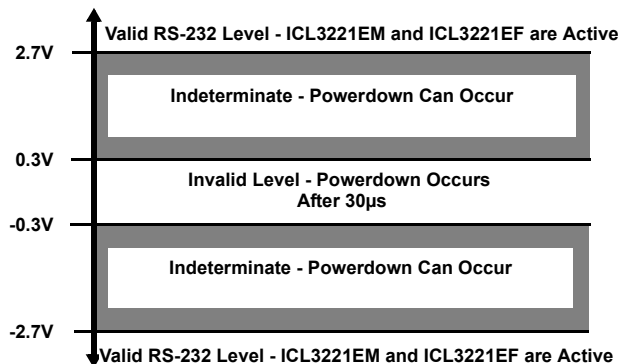 Valid RS-232 Level - ICL3221EM and ICL3221EF are Active
2.7V
Indeterminate - Powerdown Can Occur
0.3V
Invalid Level - Powerdown Occurs
After 30µs
-0.3V
Indeterminate - Powerdown Can Occur
-2.7V
Valid RS-232 Level - ICL3221EM and ICL3221EF are Active